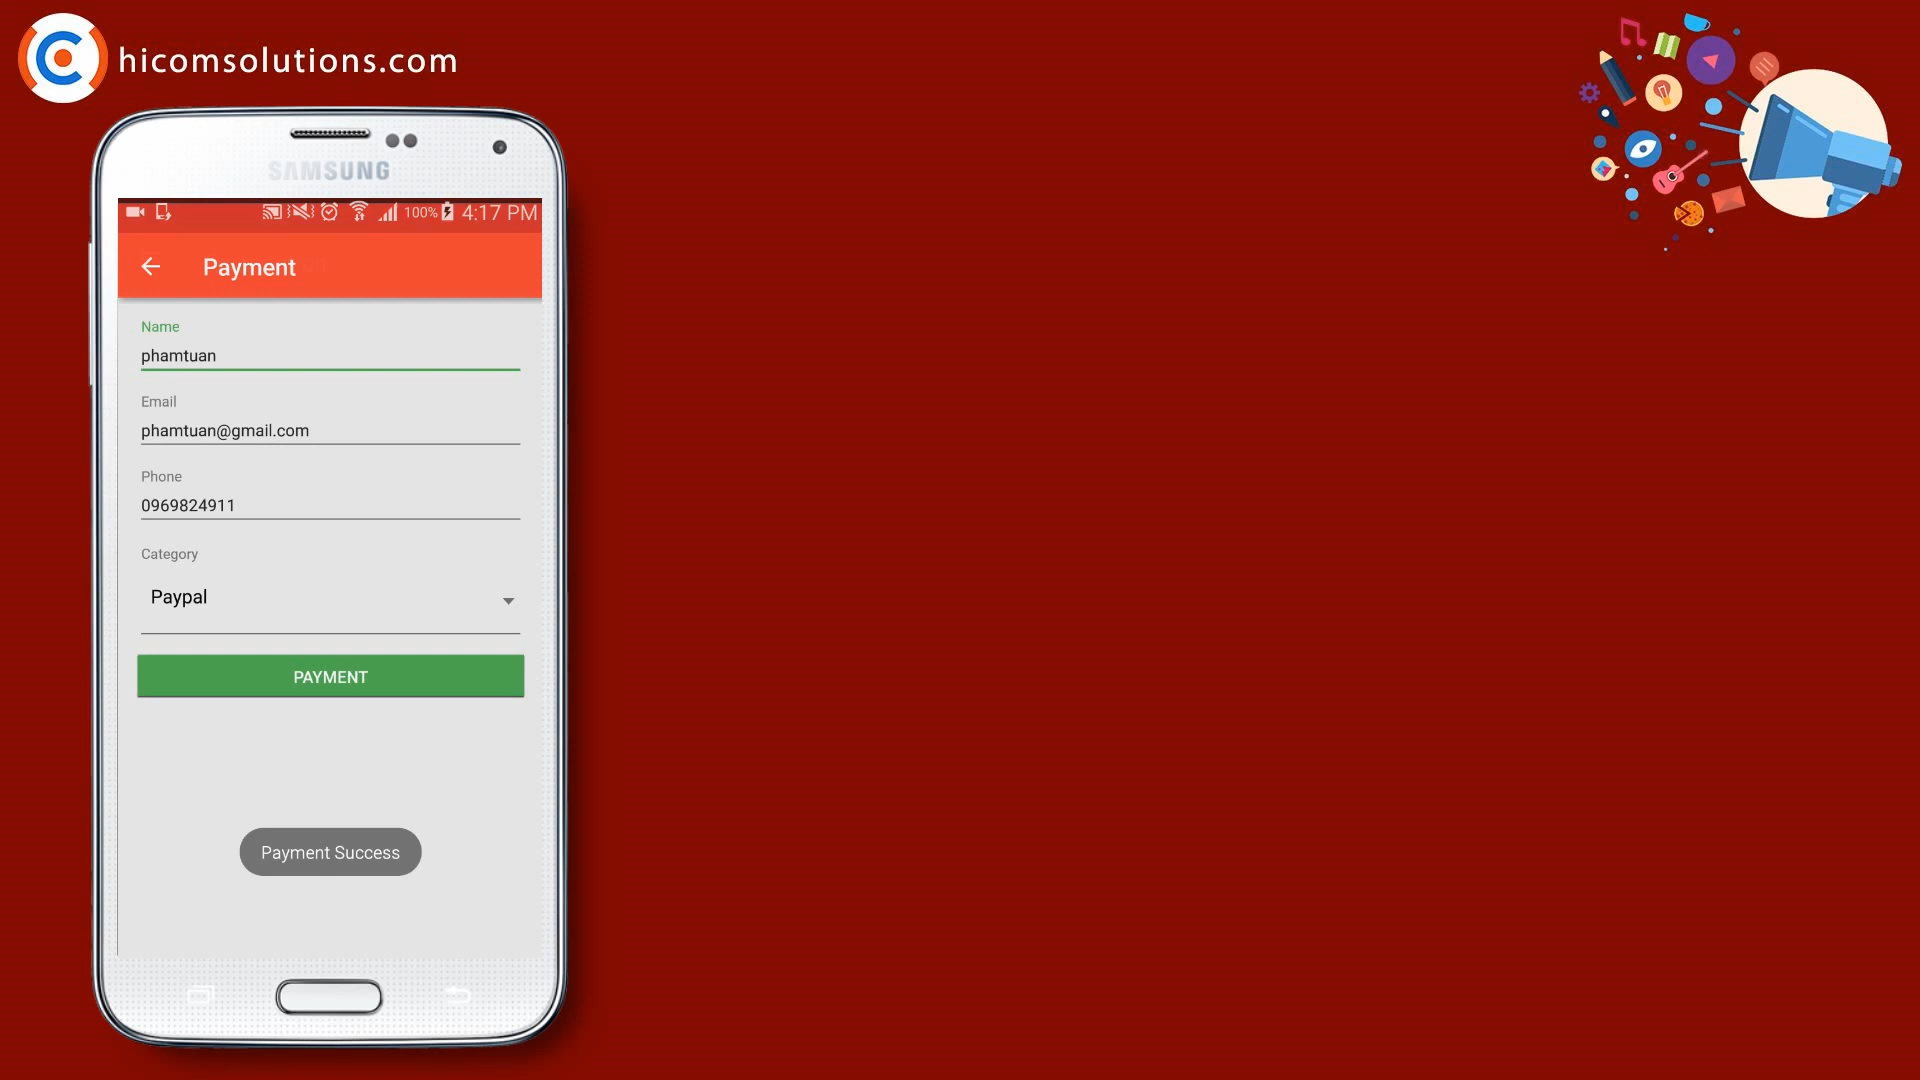 hicomsolutions.com
SAMSUNG
100% 4:17 PM
Payment
Name
phamtuan
Email
phamtuan@gmail.com
Phone
0969824911
Category
Paypal
PAYMENT
Payment Success